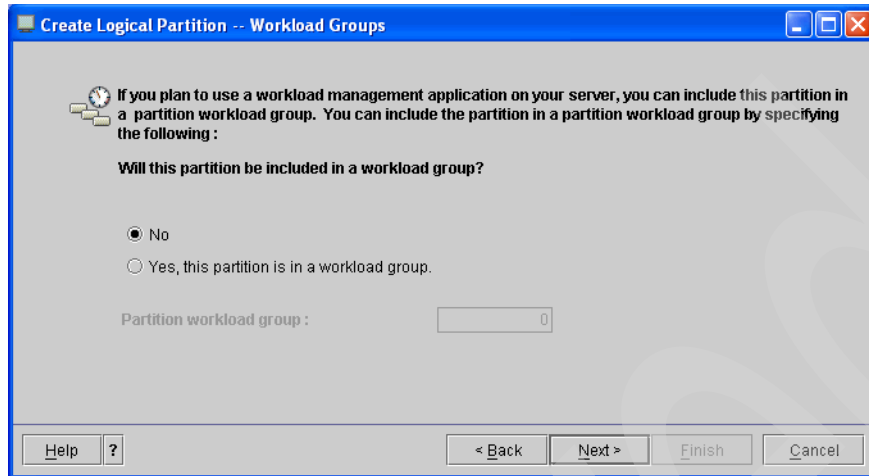 Create Logical Partition -- Workload Groups
If you plan to use a workload management application on your server, you can include this partition in
a partition workload group. You can include the partition in a partition workload group by specifying
the following :
Will this partition be included in a workload group?
No
Yes, this partition is in a workload group.
Partition workload group :
0
Help
?
< Back
Next >
Finish
Cancel